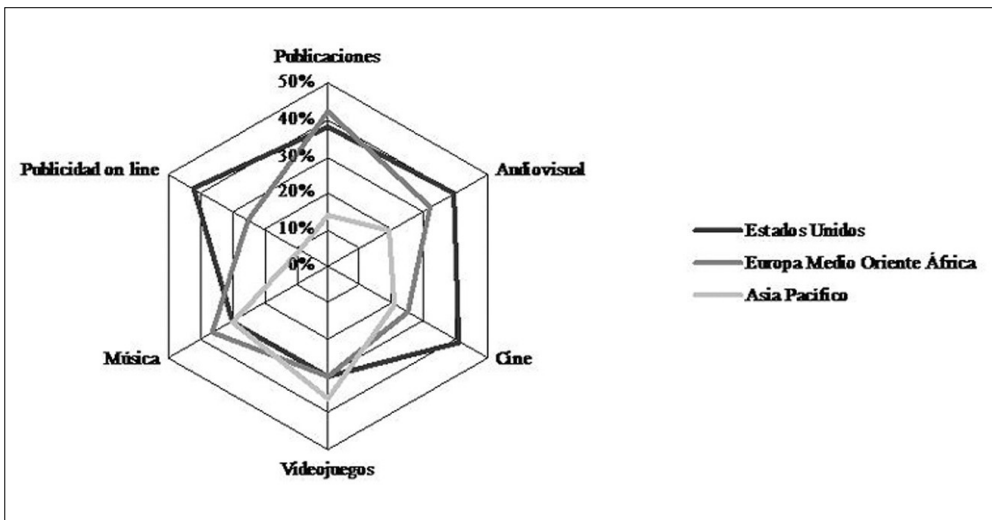 Publicaciones
50%
40%
30%
20%
10%
0%
Publicidad on line
Audiovisual
Música
Cine
Videojuegos
Estados Unidos
Europa Medio Oriente África
Asia Pacifico